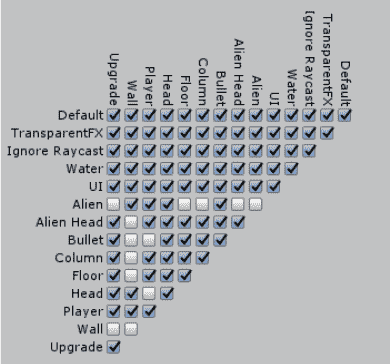 Upgrade
Wall
Player
Head
Floor
Column
Bullet
Alien Head
Alien
UI
Water
Ignore Raycast
TransparentFX
Default
Default
TransparentFX
Ignore Raycast
Water
UI
Alien
Alien Head
Bullet
Column
Floor
Head
Player
Wall
Upgrade